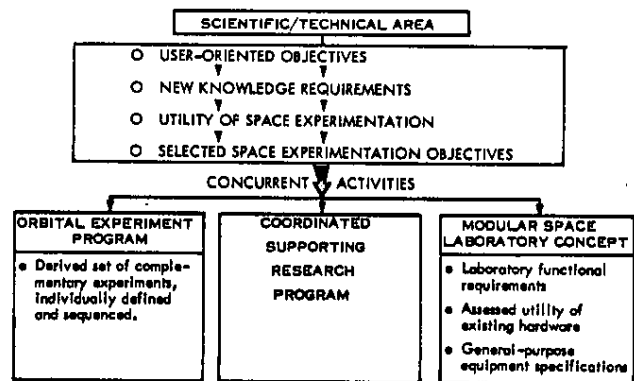 SCIENTIFIC/TECHNICAL AREA
○ USER-ORIENTED OBJECTIVES
○ NEW KNOWLEDGE REQUIREMENTS
○ UTILITY OF SPACE EXPERIMENTATION
○ SELECTED SPACE EXPERIMENTATION OBJECTIVES
CONCURRENT ACTIVITIES
ORBITAL EXPERIMENT
PROGRAM
• Derived set of comple-
mentary experiments,
individually defined
and sequenced.
COORDINATED
SUPPORTING
RESEARCH
PROGRAM
MODULAR SPACE
LABORATORY CONCEPT
• Laboratory functional
requirements
• Assessed utility of
existing hardware
• General-purpose
equipment specifications